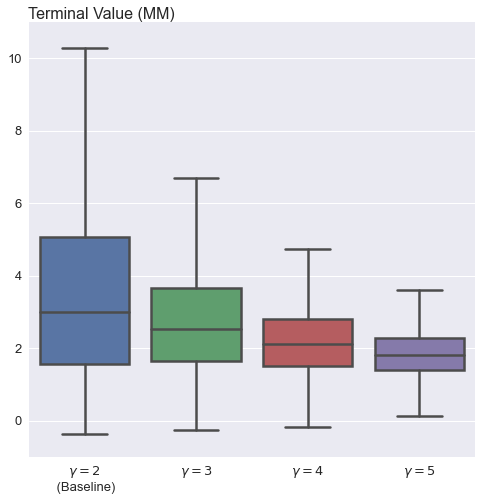 Terminal Value (MM)
10
8
6
4
2
0
γ = 2
(Baseline)
γ = 3
γ = 4
γ = 5